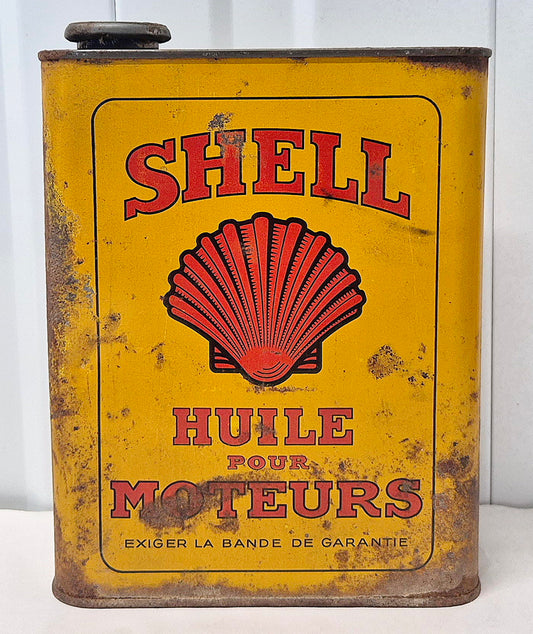 SHELL
HUILE
POUR
MOTEURS
EXIGER LA BANDE DE GARANTIE